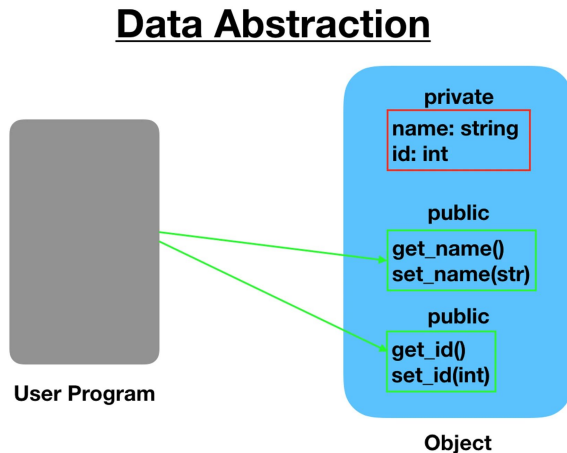 Data Abstraction
private
name: string
id: int
public
get_name()
set_name(str)
public
get_id()
set_id(int)
User Program
Object